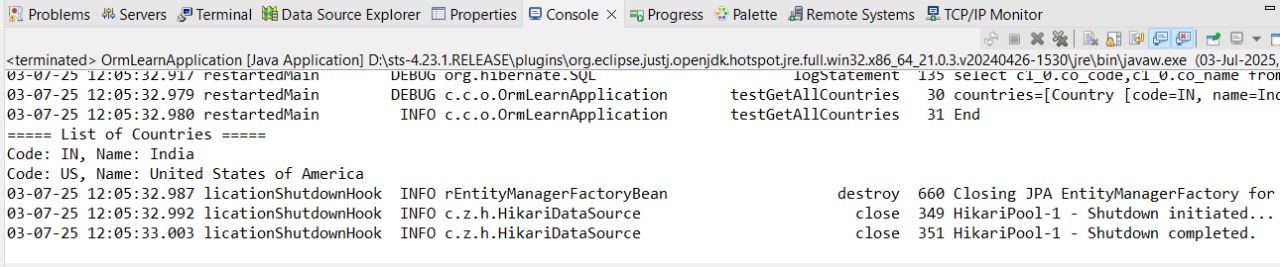 Problems Servers Terminal Data Source Explorer Properties Console Progress Palette Remote Systems TCP/IP Monitor
<terminated> OrmLearnApplication [Java Application] D:\sts-4.23.1.RELEASE\plugins\org.eclipse.justj.openjdk.hotspot.jre.full.win32.x86_64_21.0.3.v20240426-1530\jre\bin\javaw.exe (03-Jul-2025,
03-07-25 12:05:32.917 restartedMain DEBUG org.hibernate.SQL logStatement 135 select c1_0.co_code,c1_0.co_name from
03-07-25 12:05:32.979 restartedMain DEBUG c.c.o.OrmLearnApplication testGetAllCountries 30 countries=[Country [code=IN, name=Ind
03-07-25 12:05:32.980 restartedMain INFO c.c.o.OrmLearnApplication testGetAllCountries 31 End
===== List of Countries =====
Code: IN, Name: India
Code: US, Name: United States of America
03-07-25 12:05:32.987 licationShutdownHook INFO rEntityManagerFactoryBean destroy 660 Closing JPA EntityManagerFactory for
03-07-25 12:05:32.992 licationShutdownHook INFO c.z.h.HikariDataSource close 349 HikariPool-1 - Shutdown initiated...
03-07-25 12:05:33.003 licationShutdownHook INFO c.z.h.HikariDataSource close 351 HikariPool-1 - Shutdown completed.